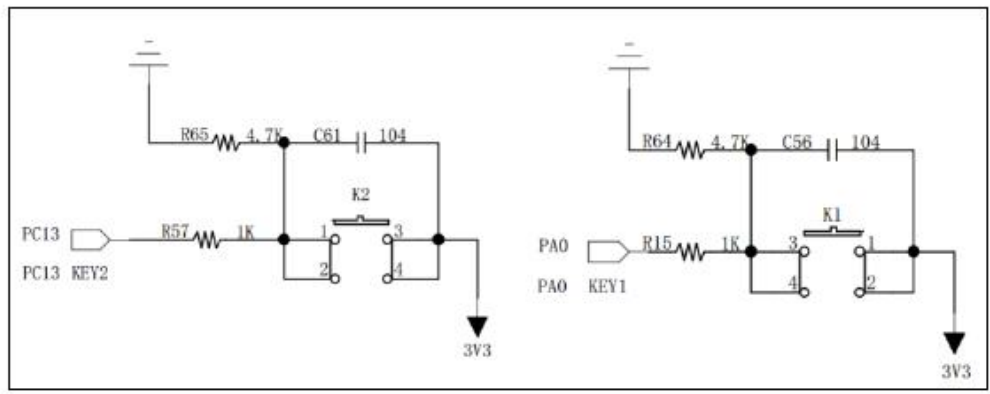 R65 4.7K C61 104
K2
PC13 R57 1K 1 3
PC13 KEY2 2 4
3V3
R64 4.7K C56 104
K1
PA0 R15 1K 3 1
PA0 KEY1 4 2
3V3